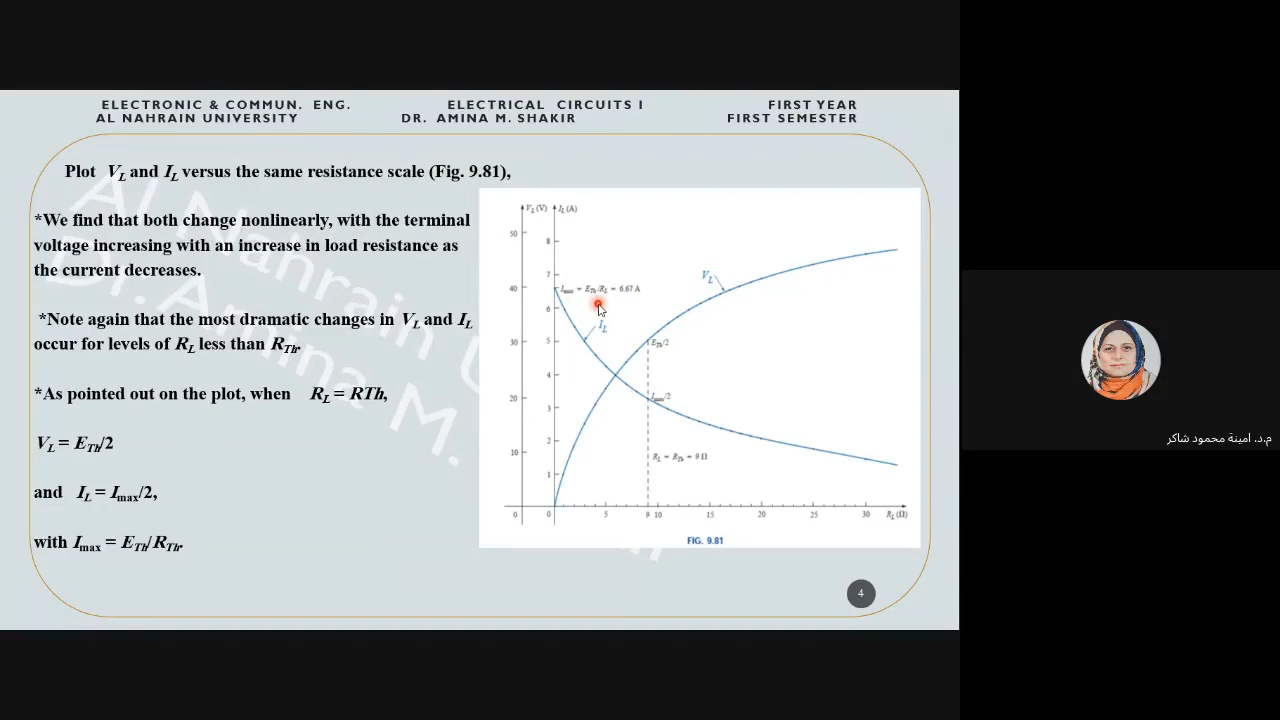 ELECTRONIC & COMMUN. ENG. ELECTRICAL CIRCUITS I FIRST YEAR
AL NAHRAIN UNIVERSITY DR. AMINA M. SHAKIR FIRST SEMESTER
Plot VL and IL versus the same resistance scale (Fig. 9.81),
*We find that both change nonlinearly, with the terminal
voltage increasing with an increase in load resistance as
the current decreases.
*Note again that the most dramatic changes in VL and IL
occur for levels of RL less than RTh.
*As pointed out on the plot, when RL = RTh,
VL = ETh/2
and IL = Imax/2,
with Imax = ETh/RTh.
VL (V) IL (A)
50
8
7
40
Imax = ETh/RL = 6.67 A
6
VL
IL
30
5
ETh/2
4
20
3
Imax/2
2
10
RL = RTh = 9 Ω
1
0 0 5 9 10 15 20 25 30 RL (Ω)
FIG. 9.81
4
Al Nahrain U
Dr. Amina M.
م.د. امينة محمود شاكر